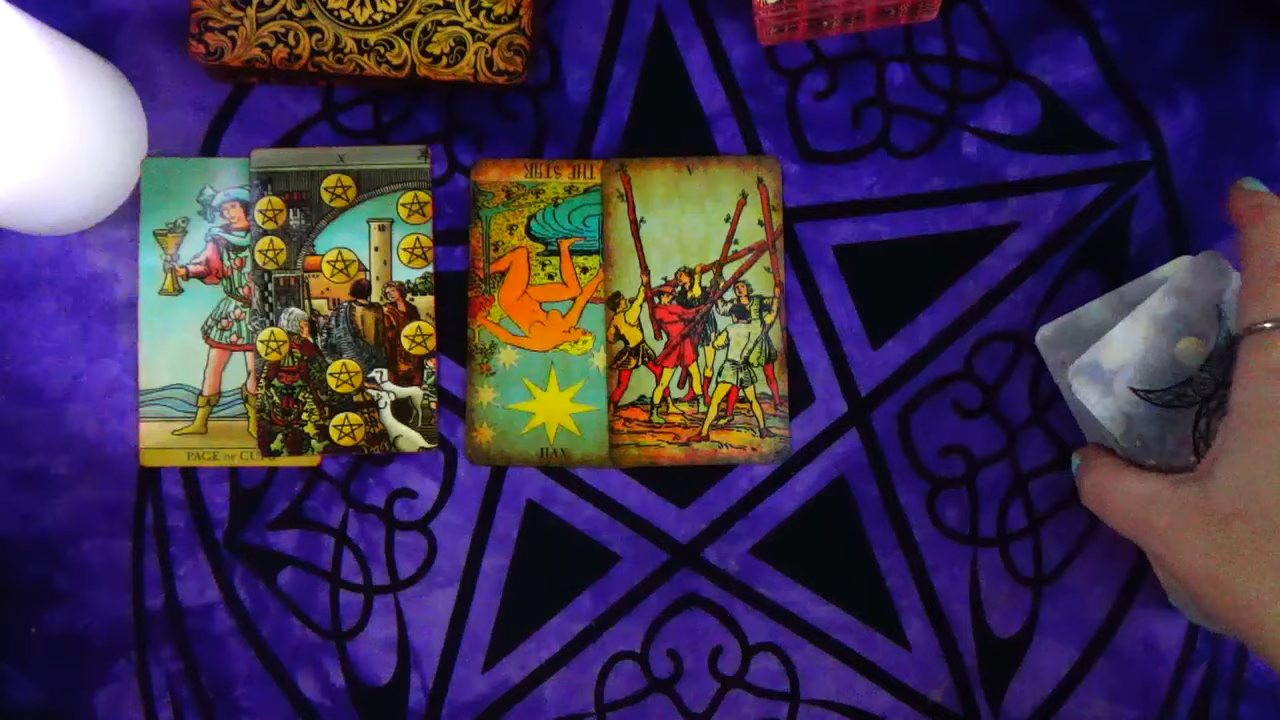 X
V
THE STAR
PAGE OF CUPS
XVII